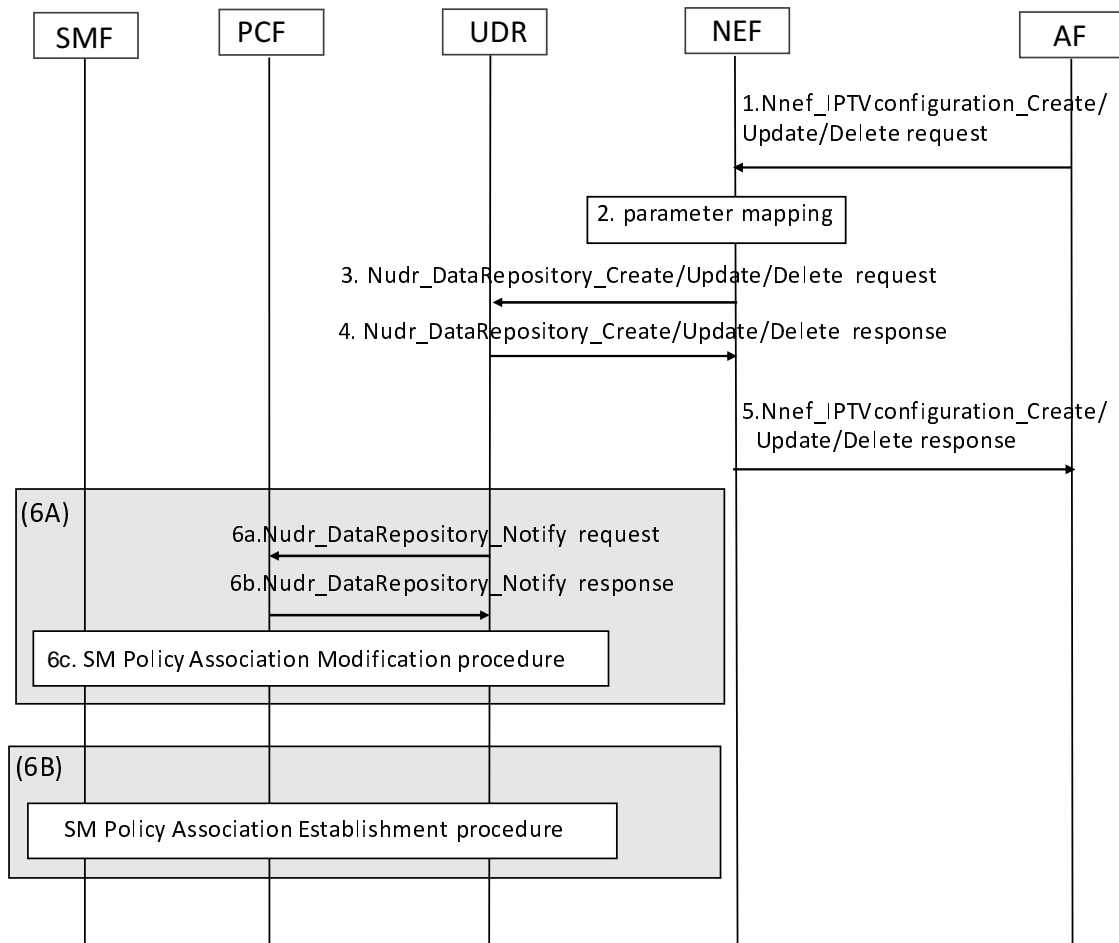 SMF
PCF
UDR
NEF
AF
1.Nnef_IPTVconfiguration_Create/
Update/Delete request
2. parameter mapping
3. Nudr_DataRepository_Create/Update/Delete request
4. Nudr_DataRepository_Create/Update/Delete response
5.Nnef_IPTVconfiguration_Create/
Update/Delete response
(6A)
6a.Nudr_DataRepository_Notify request
6b.Nudr_DataRepository_Notify response
6c. SM Policy Association Modification procedure
(6B)
SM Policy Association Establishment procedure